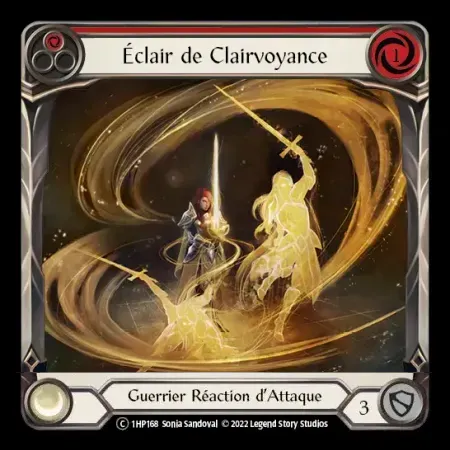 Éclair de Clairvoyance
1
Guerrier Réaction d'Attaque
3
C 1HP168 Sonia Sandoval © 2022 Legend Story Studios